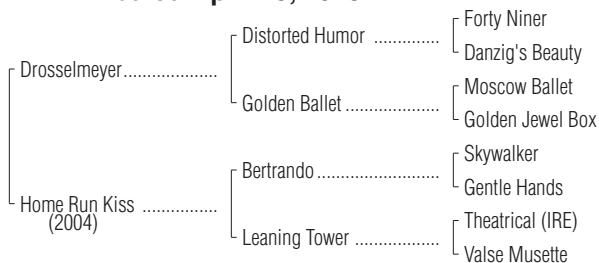 Forty Niner
Distorted Humor ..............
Danzig's Beauty
Drosselmeyer....................
Moscow Ballet
Golden Ballet ....................
Golden Jewel Box
Skywalker
Bertrando ..........................
Gentle Hands
Home Run Kiss ................
(2004)
Theatrical (IRE)
Leaning Tower ..................
Valse Musette